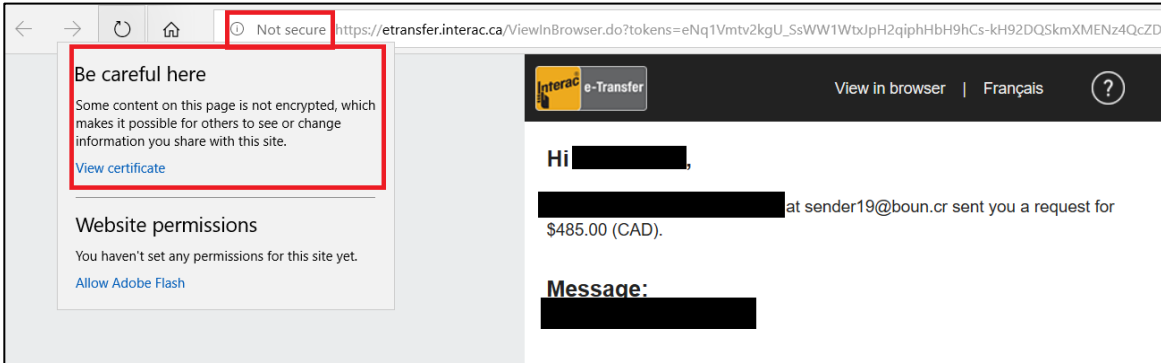 Not secure https://etransfer.interac.ca/ViewInBrowser.do?tokens=eNq1Vmtv2kgU_SsWW1WtxJpH2qiphHbH9hCs-kH92DQSkmXMENz4QcZD
Be careful here
Some content on this page is not encrypted, which
makes it possible for others to see or change
information you share with this site.
View certificate
Website permissions
You haven't set any permissions for this site yet.
Allow Adobe Flash
Interac e-Transfer
View in browser | Français ?
Hi ,
at sender19@boun.cr sent you a request for
$485.00 (CAD).
Message: